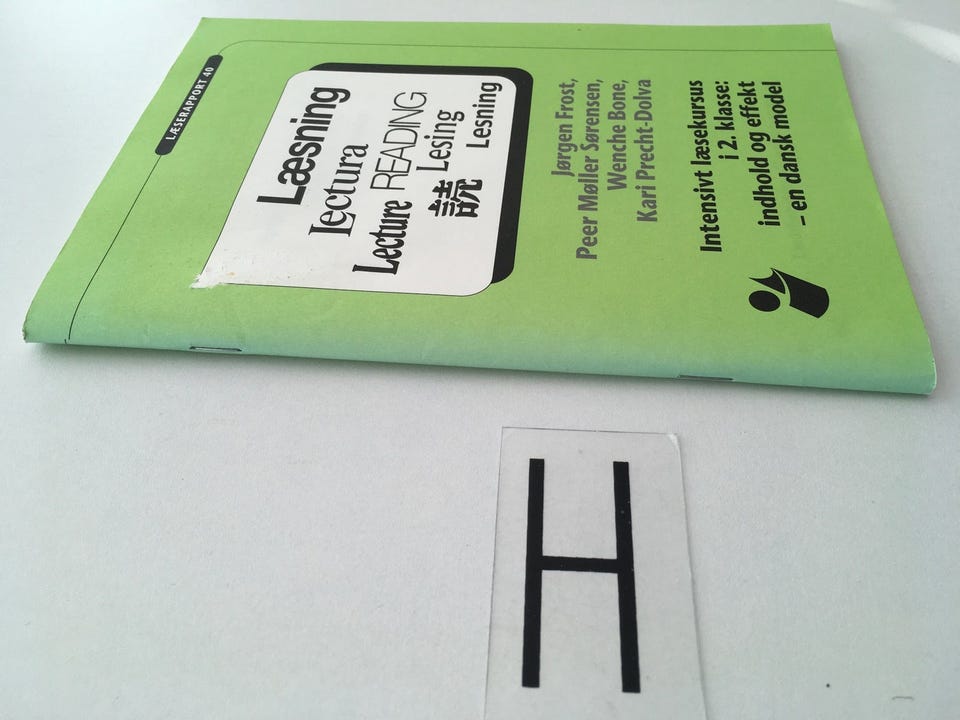 LÆSERAPPORT 40
Læsning
Lectura
Lecture READING
読 Lesing
Lesning
Jørgen Frost,
Peer Møller Sørensen,
Wenche Bone,
Kari Precht-Dolva
Intensivt læsekursus
i 2. klasse:
indhold og effekt
– en dansk model
H